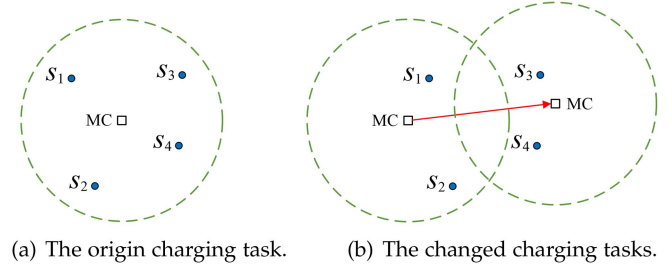 S1
S3
MC
S4
S2
S1
S3
MC
MC
S4
S2
(a) The origin charging task.
(b) The changed charging tasks.